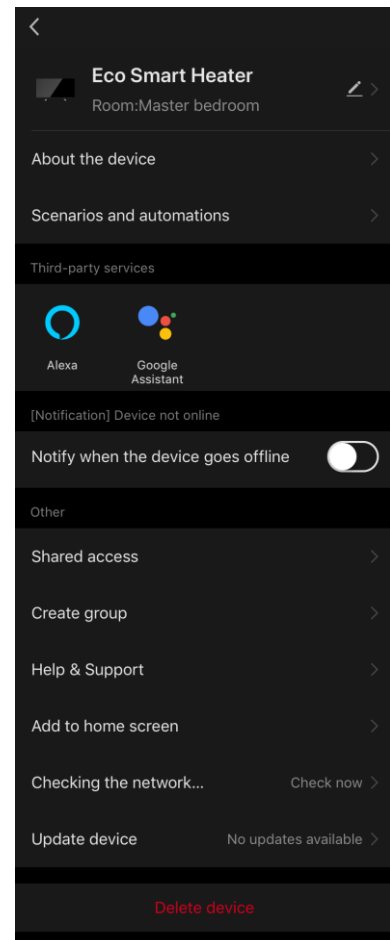 Eco Smart Heater
Room:Master bedroom
About the device
Scenarios and automations
Third-party services
Alexa
Google
Assistant
[Notification] Device not online
Notify when the device goes offline
Other
Shared access
Create group
Help & Support
Add to home screen
Checking the network... Check now
Update device No updates available
Delete device